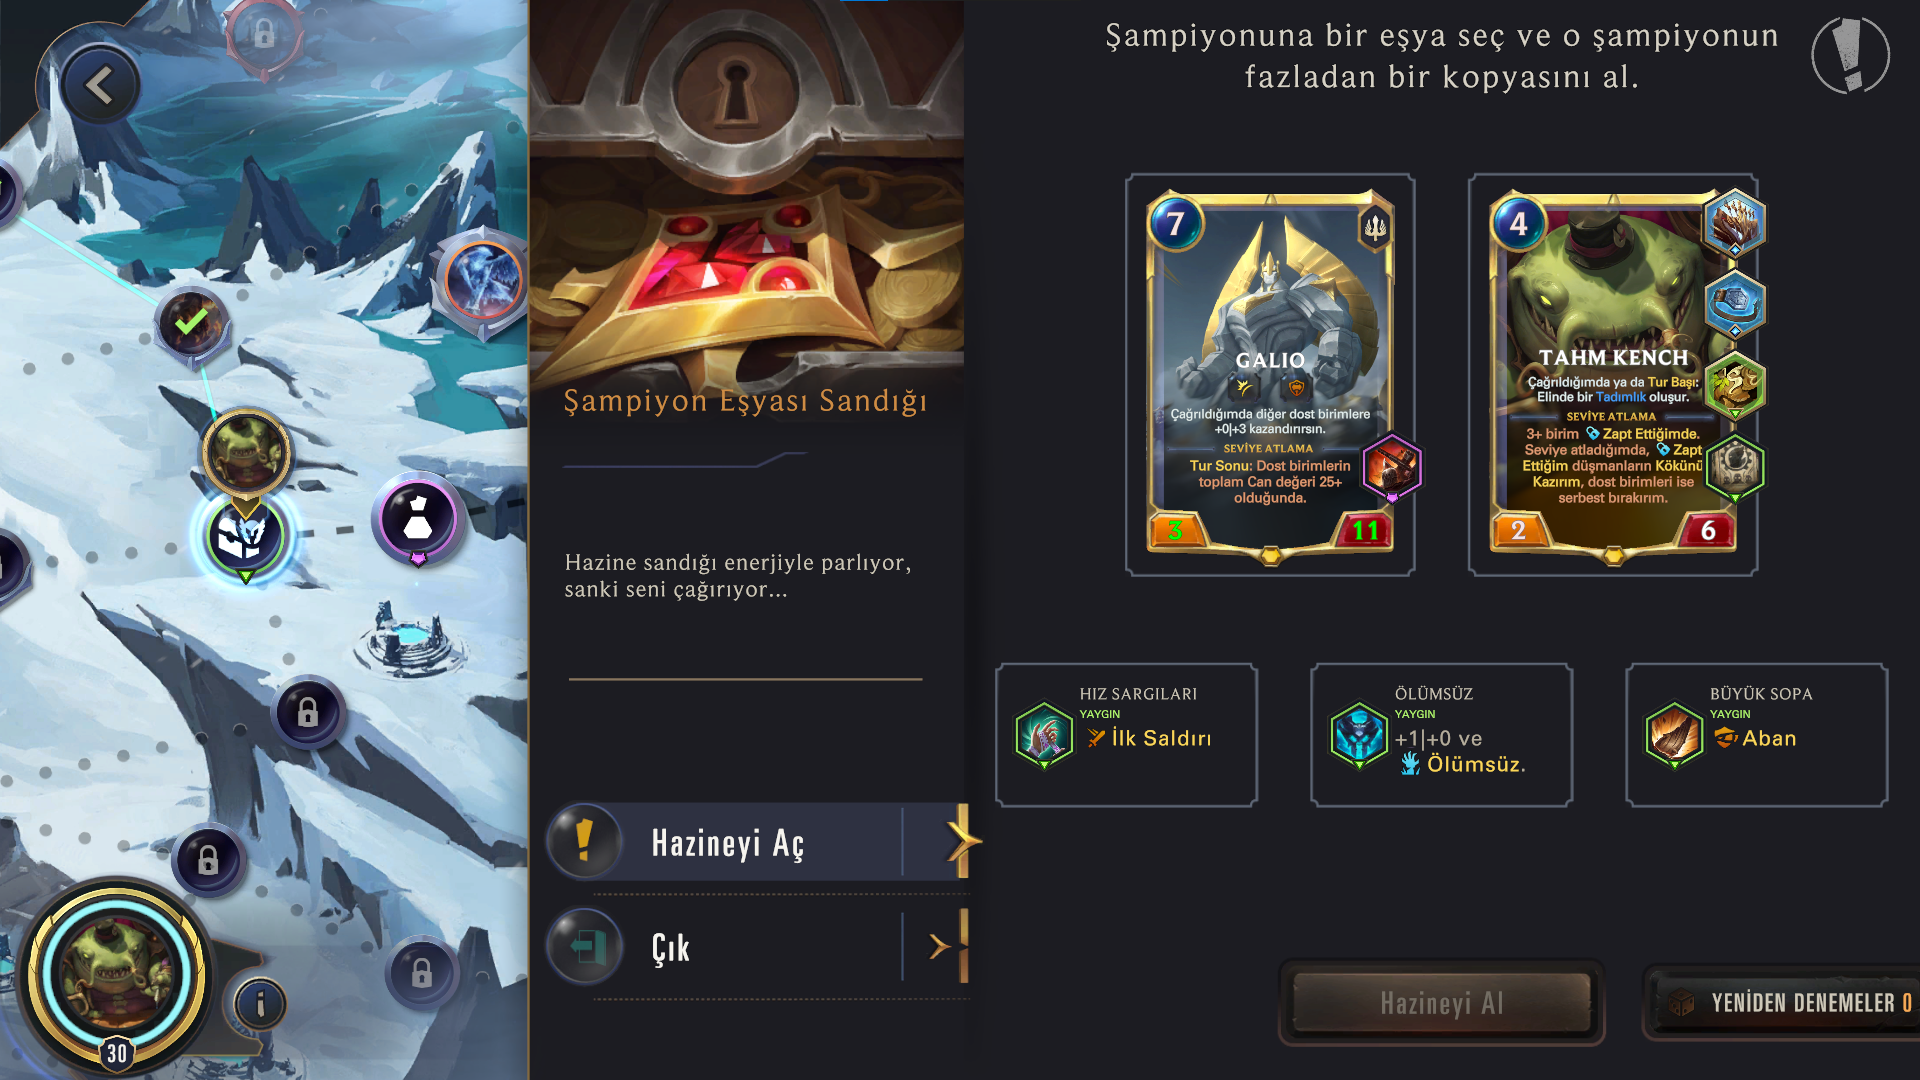 Şampiyonuna bir eşya seç ve o şampiyonun
fazladan bir kopyasını al.
7
GALIO
Çağrıldığımda diğer dost birimlere
+0|+3 kazandırırsın.
SEVİYE ATLAMA
Tur Sonu: Dost birimlerin
toplam Can değeri 25+
olduğunda.
3
11
4
TAHM KENCH
Çağrıldığımda ya da Tur Başı:
Elinde bir Tadımlık oluşur.
SEVİYE ATLAMA
3+ birim Zapt Ettiğimde.
Seviye atladığımda, Zapt
Ettiğim düşmanların Kökünü
Kazırım, dost birimleri ise
serbest bırakırım.
2
6
Şampiyon Eşyası Sandığı
Hazine sandığı enerjiyle parlıyor,
sanki seni çağırıyor...
HIZ SARGILARI
YAYGIN
İlk Saldırı
ÖLÜMSÜZ
YAYGIN
+1|+0 ve
Ölümsüz.
BÜYÜK SOPA
YAYGIN
Aban
Hazineyi Aç
Çık
Hazineyi Al
YENİDEN DENEMELER 0
30
i